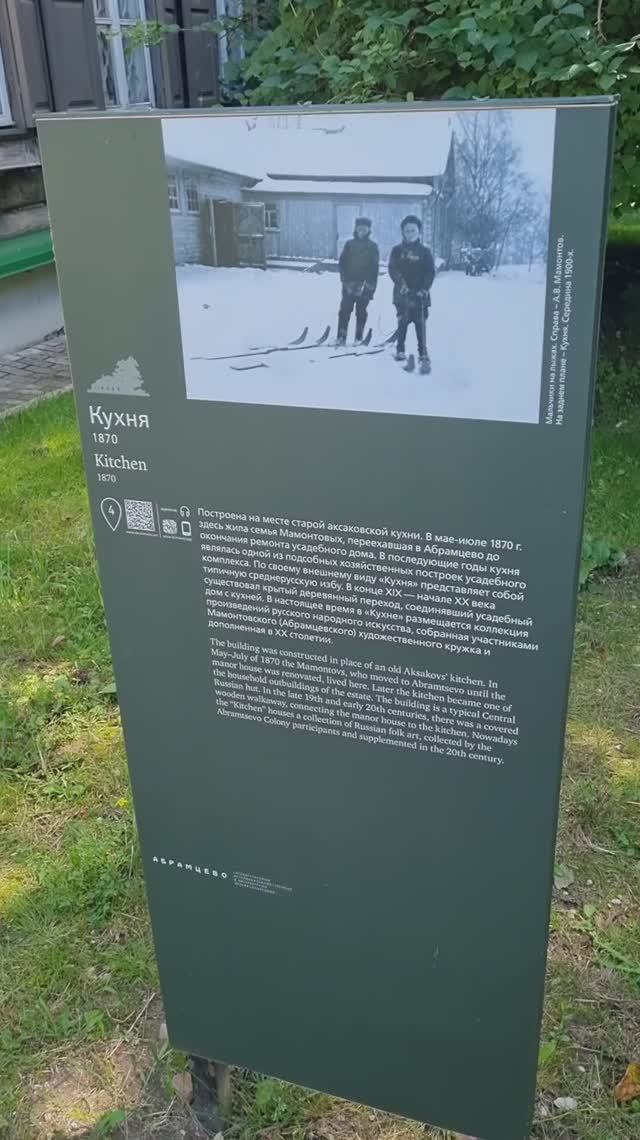 Мальчики на лыжах. Справа – А.В. Мамонтов.
На заднем плане – Кухня. Середина 1900-х.
Кухня
1870
Kitchen
1870
4
Построена на месте старой аксаковской кухни. В мае-июле 1870 г.
здесь жила семья Мамонтовых, переехавшая в Абрамцево до
окончания ремонта усадебного дома. В последующие годы кухня
являлась одной из подсобных хозяйственных построек усадебного
комплекса. По своему внешнему виду «Кухня» представляет собой
типичную среднерусскую избу. В конце XIX — начале XX века
существовал крытый деревянный переход, соединявший усадебный
дом с кухней. В настоящее время в «Кухне» размещается коллекция
произведений русского народного искусства, собранная участниками
Мамонтовского (Абрамцевского) художественного кружка и
дополненная в XX столетии.
The building was constructed in place of an old Aksakovs' kitchen. In
May–July of 1870 the Mamontovs, who moved to Abramtsevo until the
manor house was renovated, lived here. Later the kitchen became one of
the household outbuildings of the estate. The building is a typical Central
Russian hut. In the late 19th and early 20th centuries, there was a covered
wooden walkaway, connecting the manor house to the kitchen. Nowadays
the “Kitchen” houses a collection of Russian folk art, collected by the
Abramtsevo Colony participants and supplemented in the 20th century.
АБРАМЦЕВО